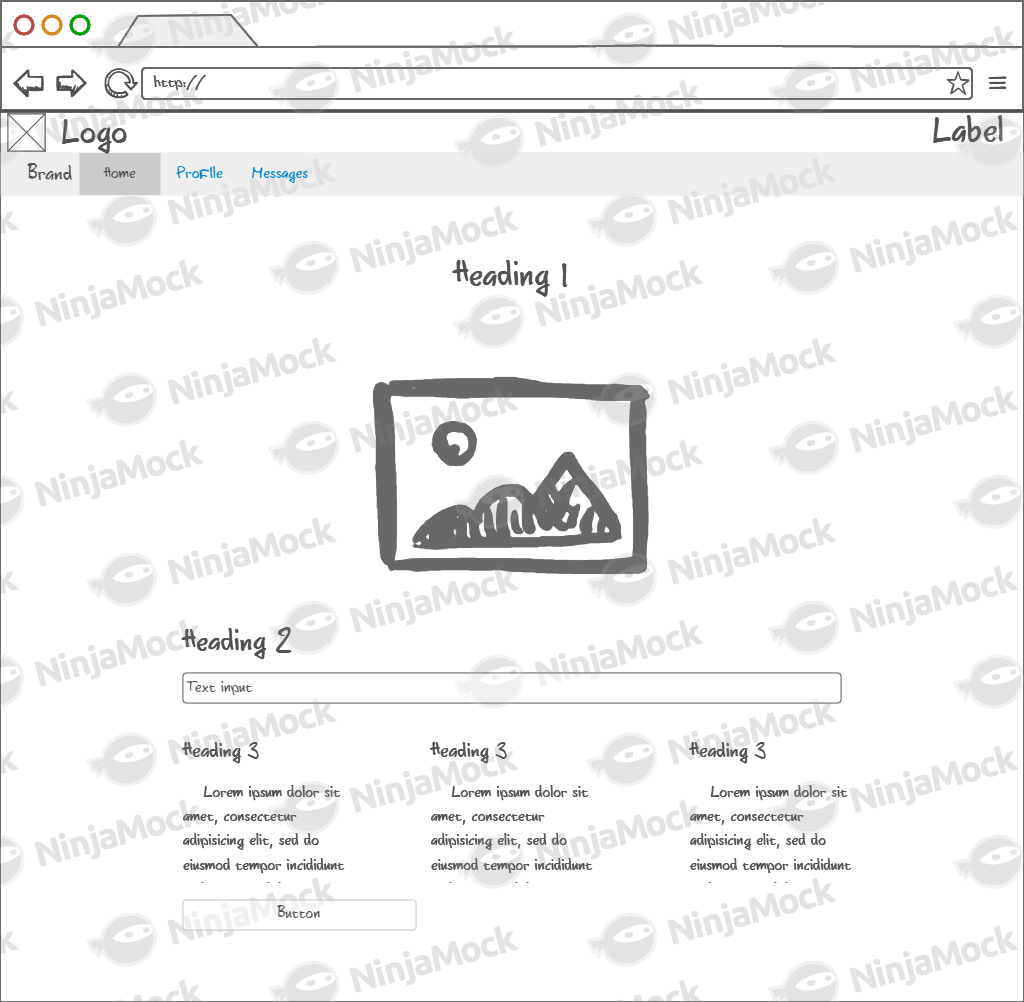 http://
Logo
Label
Brand Home Profile Messages
Heading 1
Heading 2
Text input
Heading 3
Lorem ipsum dolor sit
amet, consectetur
adipisicing elit, sed do
eiusmod tempor incididunt
Heading 3
Lorem ipsum dolor sit
amet, consectetur
adipisicing elit, sed do
eiusmod tempor incididunt
Heading 3
Lorem ipsum dolor sit
amet, consectetur
adipisicing elit, sed do
eiusmod tempor incididunt
Button
NinjaMock